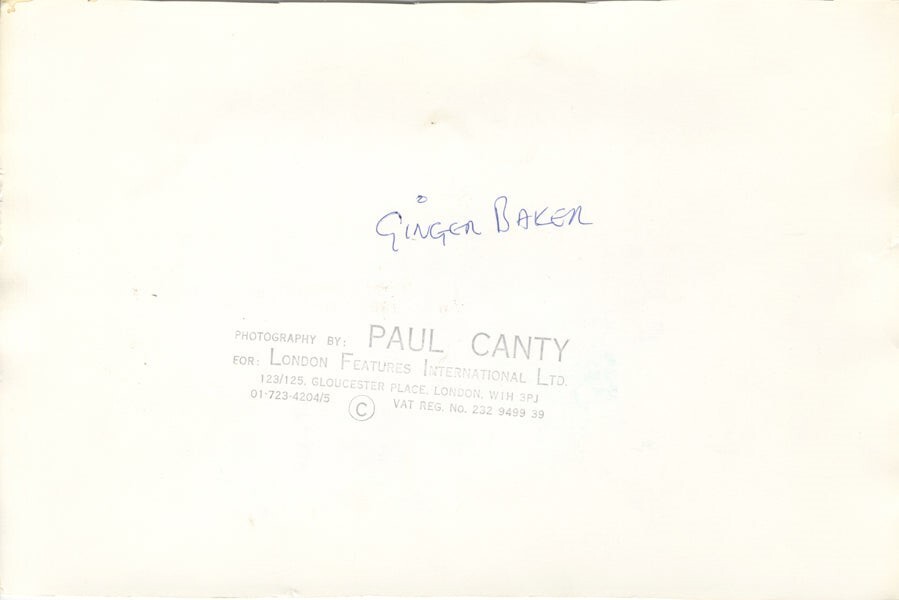 GINGER BAKER
PHOTOGRAPHY BY: PAUL CANTY
FOR: LONDON FEATURES INTERNATIONAL LTD.
123/125, GLOUCESTER PLACE, LONDON, W1H 3PJ
01-723-4204/5 © VAT REG. No. 232 9499 39